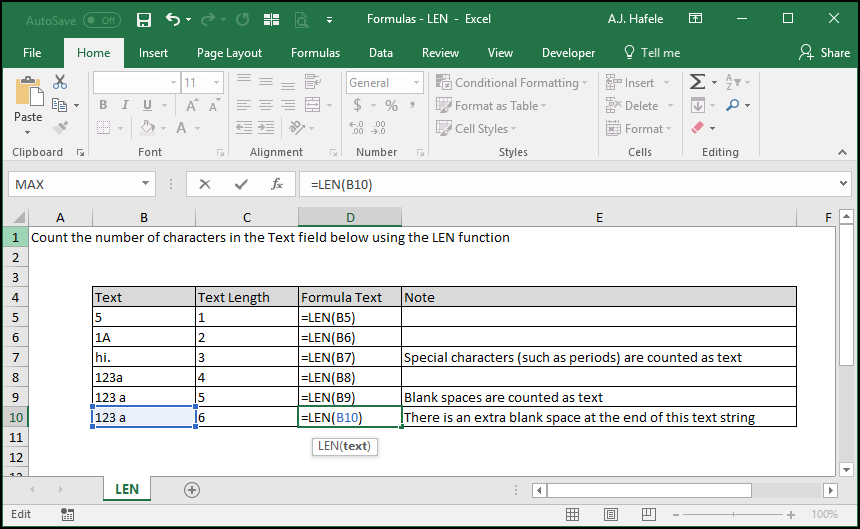 AutoSave Off Formulas - LEN - Excel A.J. Hafele
File Home Insert Page Layout Formulas Data Review View Developer Tell me Share
Paste
11
B I U A A
A
General
$ % ,
.0 .00
.00 .0
Conditional Formatting
Format as Table
Cell Styles
Insert
Delete
Format
Σ A Z
Clipboard Font Alignment Number Styles Cells Editing
MAX fx =LEN(B10)
A B C D E F
1 Count the number of characters in the Text field below using the LEN function
2
3
4 Text Text Length Formula Text Note
5 5 1 =LEN(B5)
6 1A 2 =LEN(B6)
7 hi. 3 =LEN(B7) Special characters (such as periods) are counted as text
8 123a 4 =LEN(B8)
9 123 a 5 =LEN(B9) Blank spaces are counted as text
10 123 a 6 =LEN(B10) There is an extra blank space at the end of this text string
11
LEN(text)
12
13
LEN
Edit 100%